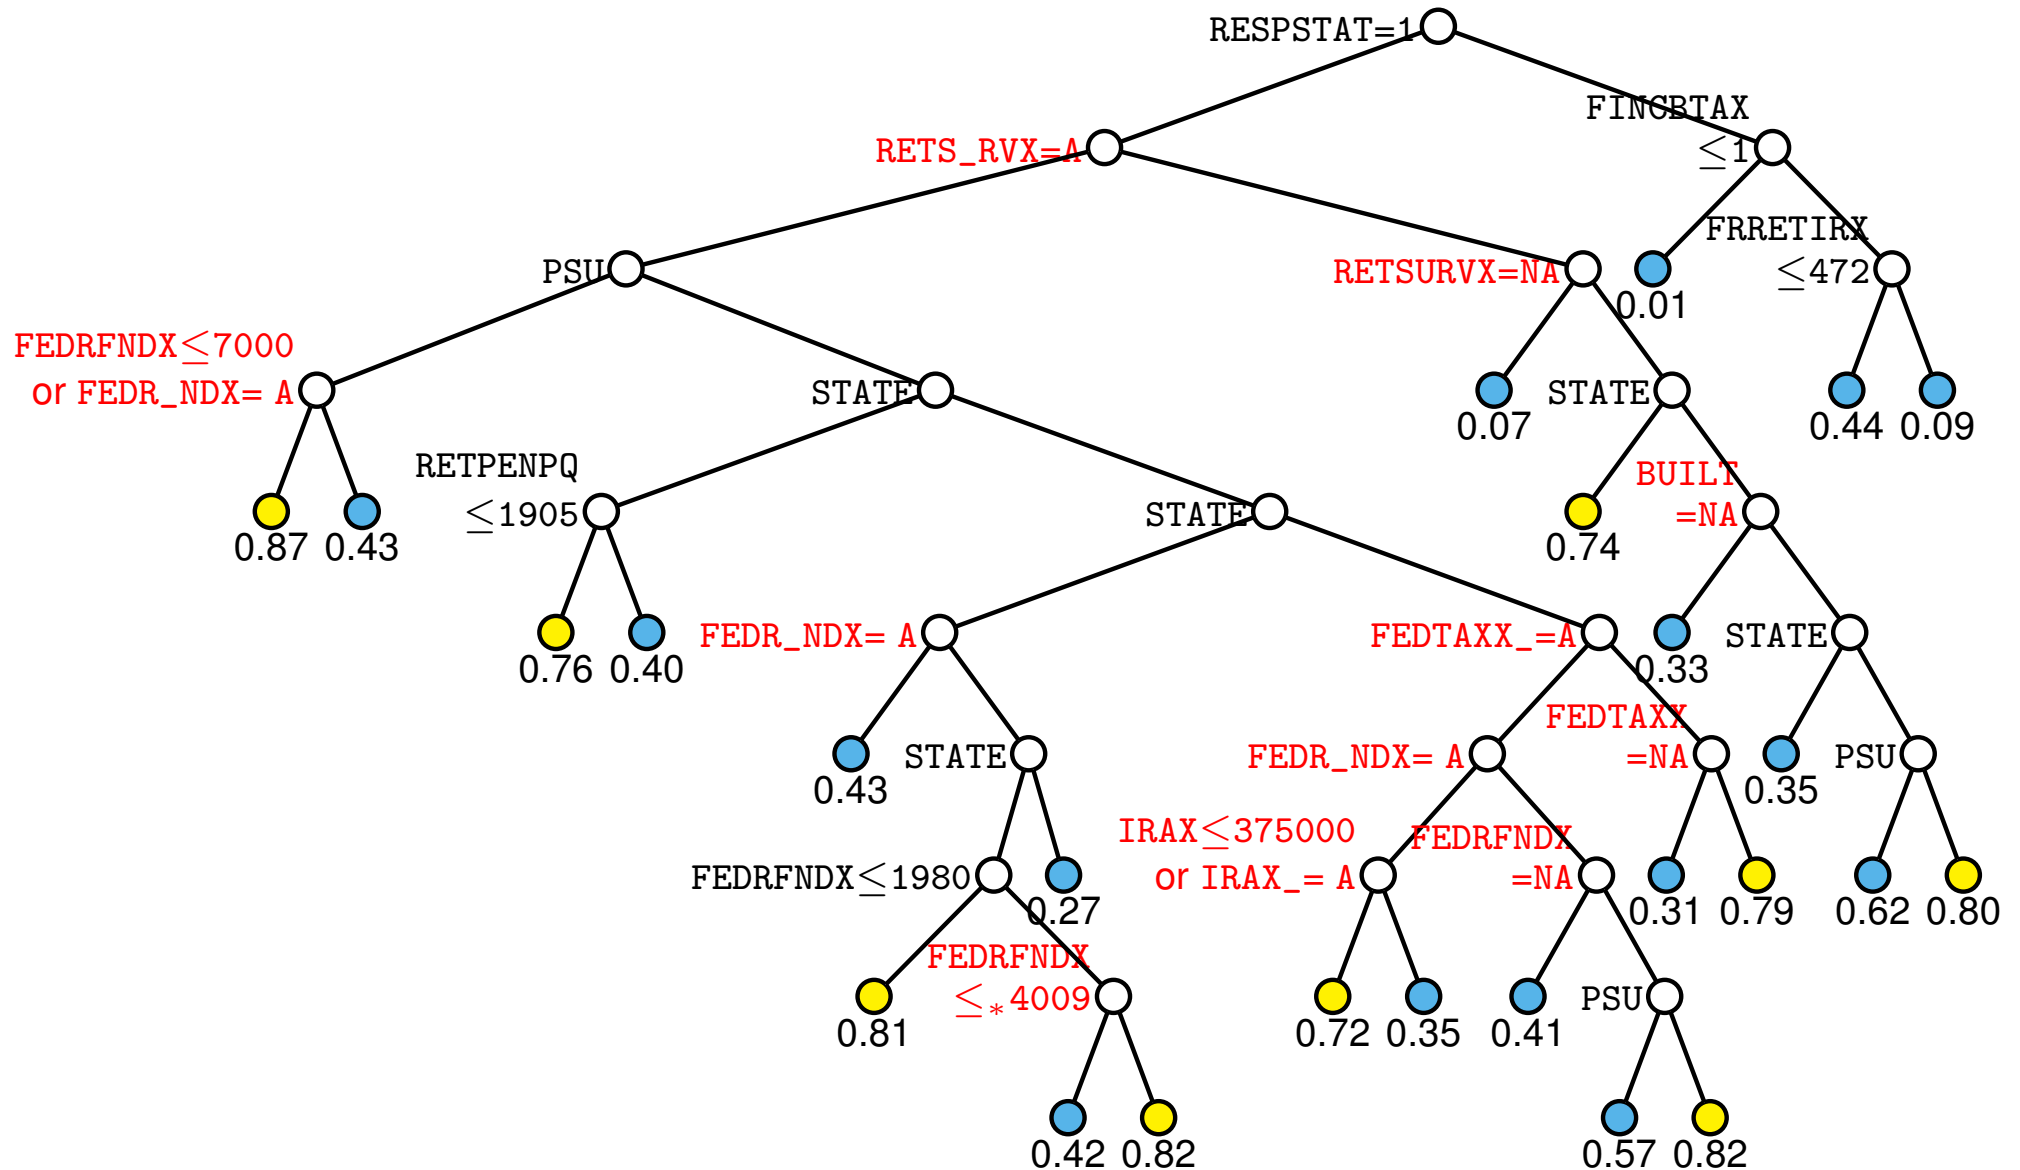 RESPSTAT=1
FINCBTAX
≤1
RETS_RVX=A
FRRETIRX
≤472
PSU
RETSURVX=NA
0.01
FEDRFNDX≤7000
or FEDR_NDX= A
STATE
0.07
STATE
0.44
0.09
RETPENPQ
≤1905
0.87
0.43
STATE
0.74
BUILT
=NA
0.76
0.40
FEDR_NDX= A
FEDTAXX_=A
0.33
STATE
0.43
STATE
FEDR_NDX= A
FEDTAXX
=NA
0.35
PSU
FEDRFNDX≤1980
0.27
IRAX≤375000
or IRAX_= A
FEDRFNDX
=NA
0.31
0.79
0.62
0.80
0.81
FEDRFNDX
≤*4009
0.72
0.35
0.41
PSU
0.42
0.82
0.57
0.82